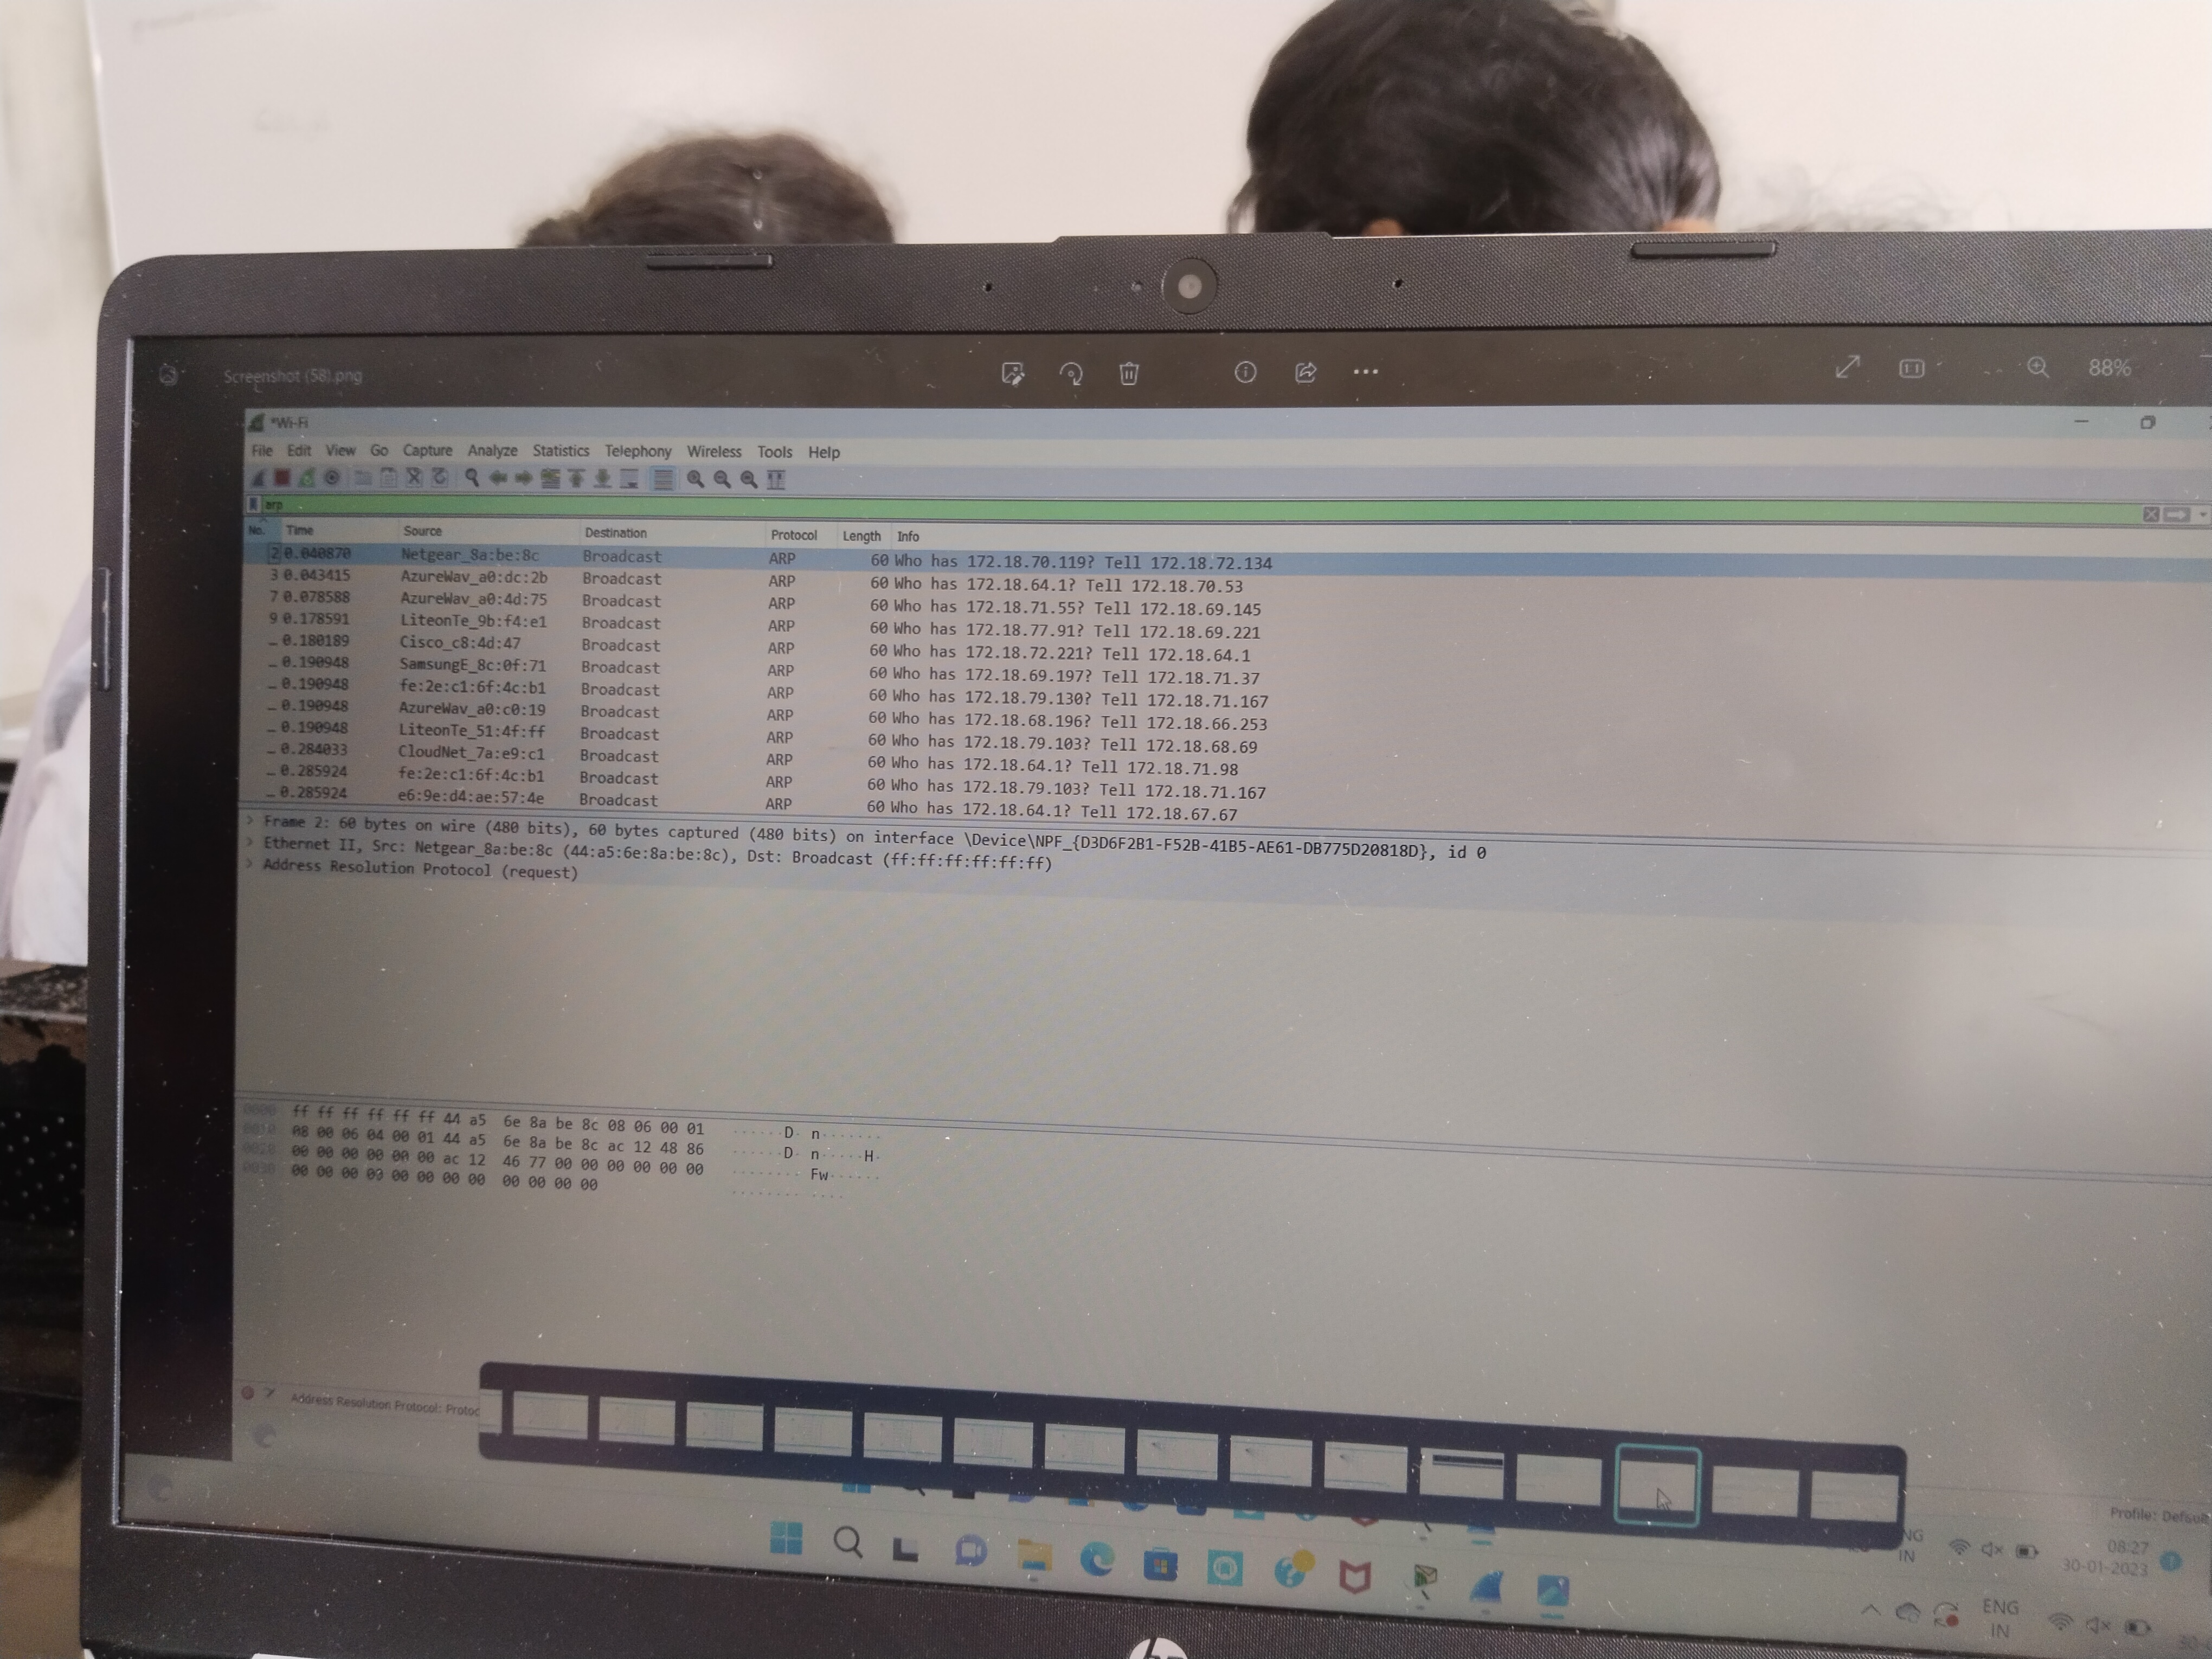 Screenshot (58).png
88%
*Wi-Fi
File Edit View Go Capture Analyze Statistics Telephony Wireless Tools Help
arp
No. Time Source Destination Protocol Length Info
2 0.040870 Netgear_8a:be:8c Broadcast ARP 60 Who has 172.18.70.119? Tell 172.18.72.134
3 0.043415 AzureWav_a0:dc:2b Broadcast ARP 60 Who has 172.18.64.1? Tell 172.18.70.53
7 0.078588 AzureWav_a0:4d:75 Broadcast ARP 60 Who has 172.18.71.55? Tell 172.18.69.145
9 0.178591 LiteonTe_9b:f4:e1 Broadcast ARP 60 Who has 172.18.77.91? Tell 172.18.69.221
… 0.180189 Cisco_c8:4d:47 Broadcast ARP 60 Who has 172.18.72.221? Tell 172.18.64.1
… 0.190948 SamsungE_8c:0f:71 Broadcast ARP 60 Who has 172.18.69.197? Tell 172.18.71.37
… 0.190948 fe:2e:c1:6f:4c:b1 Broadcast ARP 60 Who has 172.18.79.130? Tell 172.18.71.167
… 0.190948 AzureWav_a0:c0:19 Broadcast ARP 60 Who has 172.18.68.196? Tell 172.18.66.253
… 0.190948 LiteonTe_51:4f:ff Broadcast ARP 60 Who has 172.18.79.103? Tell 172.18.68.69
… 0.284033 CloudNet_7a:e9:c1 Broadcast ARP 60 Who has 172.18.64.1? Tell 172.18.71.98
… 0.285924 fe:2e:c1:6f:4c:b1 Broadcast ARP 60 Who has 172.18.79.103? Tell 172.18.71.167
… 0.285924 e6:9e:d4:ae:57:4e Broadcast ARP 60 Who has 172.18.64.1? Tell 172.18.67.67
> Frame 2: 60 bytes on wire (480 bits), 60 bytes captured (480 bits) on interface \Device\NPF_{D3D6F2B1-F52B-41B5-AE61-DB775D20818D}, id 0
> Ethernet II, Src: Netgear_8a:be:8c (44:a5:6e:8a:be:8c), Dst: Broadcast (ff:ff:ff:ff:ff:ff)
> Address Resolution Protocol (request)
0000 ff ff ff ff ff ff 44 a5 6e 8a be 8c 08 06 00 01 ······D· n·······
0010 08 00 06 04 00 01 44 a5 6e 8a be 8c ac 12 48 86 ······D· n·····H·
0020 00 00 00 00 00 00 ac 12 46 77 00 00 00 00 00 00 ········ Fw······
0030 00 00 00 00 00 00 00 00 00 00 00 00 ········ ····
Address Resolution Protocol: Protoc
Profile: Default
NG
IN
08:27
30-01-2023
ENG
IN
hp